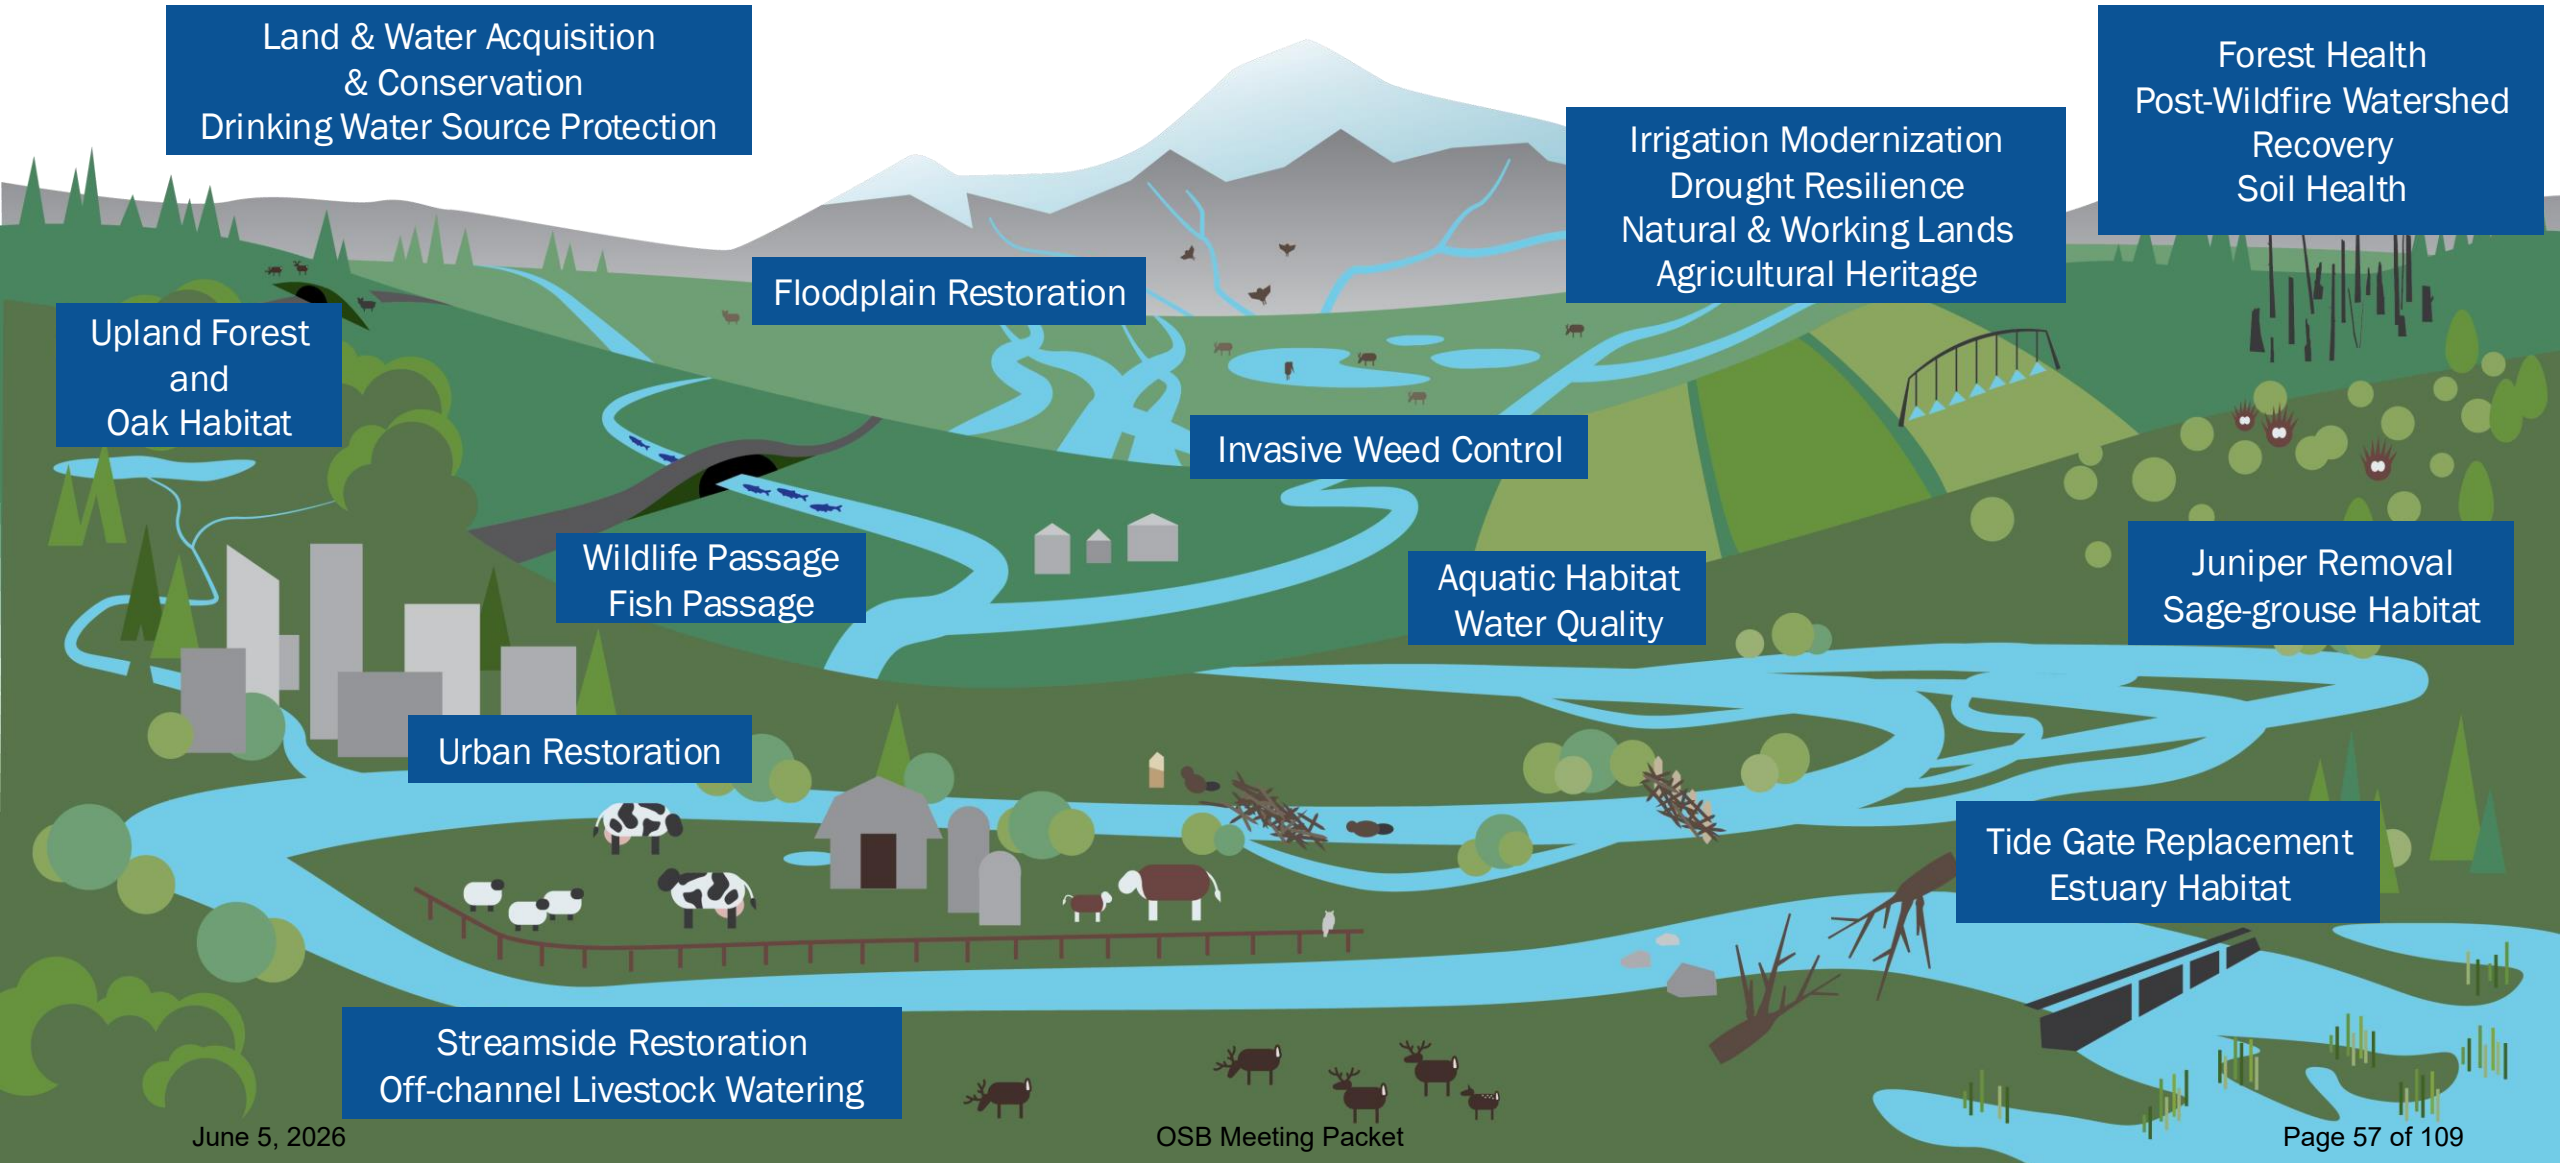 Land & Water Acquisition
& Conservation
Drinking Water Source Protection
Forest Health
Post-Wildfire Watershed
Recovery
Soil Health
Irrigation Modernization
Drought Resilience
Natural & Working Lands
Agricultural Heritage
Floodplain Restoration
Upland Forest
and
Oak Habitat
Invasive Weed Control
Wildlife Passage
Fish Passage
Aquatic Habitat
Water Quality
Juniper Removal
Sage-grouse Habitat
Urban Restoration
Tide Gate Replacement
Estuary Habitat
Streamside Restoration
Off-channel Livestock Watering
June 5, 2026
OSB Meeting Packet
Page 57 of 109